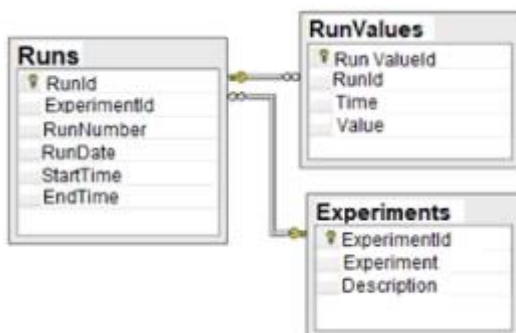 Runs
RunId
ExperimentId
RunNumber
RunDate
StartTime
EndTime
RunValues
Run ValueId
RunId
Time
Value
Experiments
ExperimentId
Experiment
Description